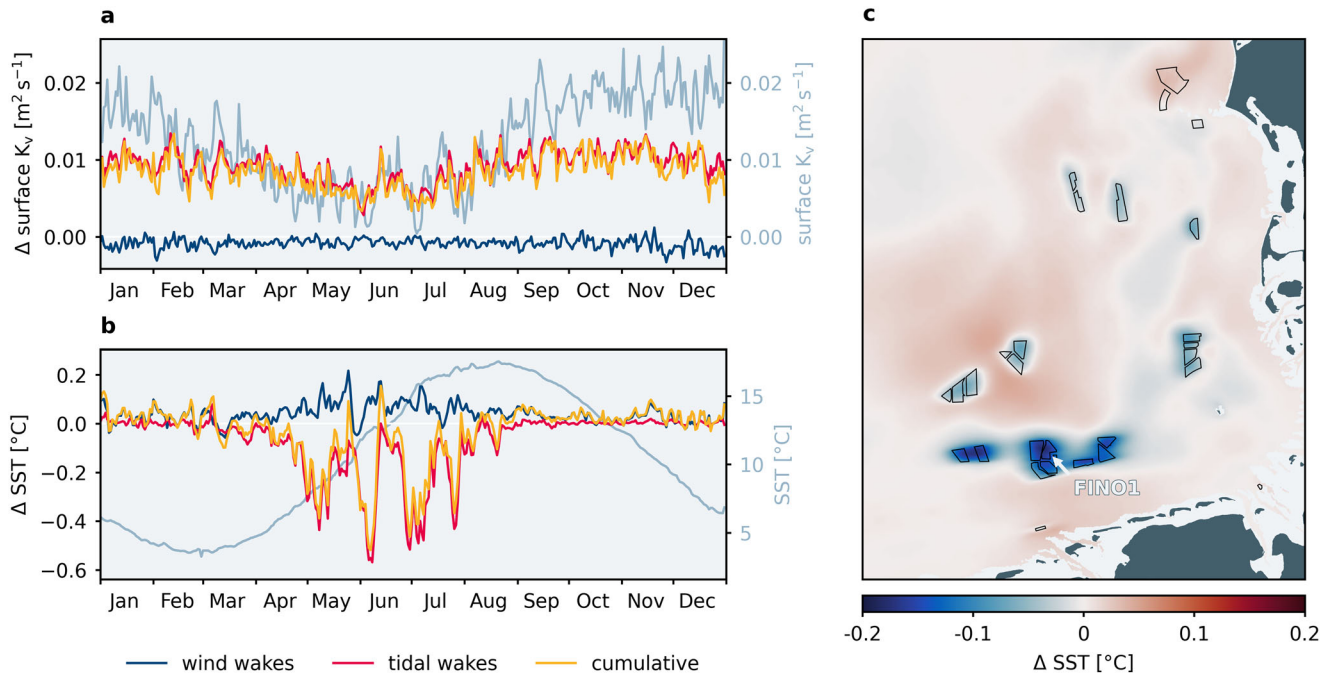 a
Δ surface Kv [m² s⁻¹]
0.02
0.01
0.00
0.02
0.01
0.00
surface Kv [m² s⁻¹]
Jan Feb Mar Apr May Jun Jul Aug Sep Oct Nov Dec
b
Δ SST [°C]
0.2
0.0
−0.2
−0.4
−0.6
15
10
5
SST [°C]
Jan Feb Mar Apr May Jun Jul Aug Sep Oct Nov Dec
wind wakes tidal wakes cumulative
c
FINO1
-0.2 -0.1 0 0.1 0.2
Δ SST [°C]